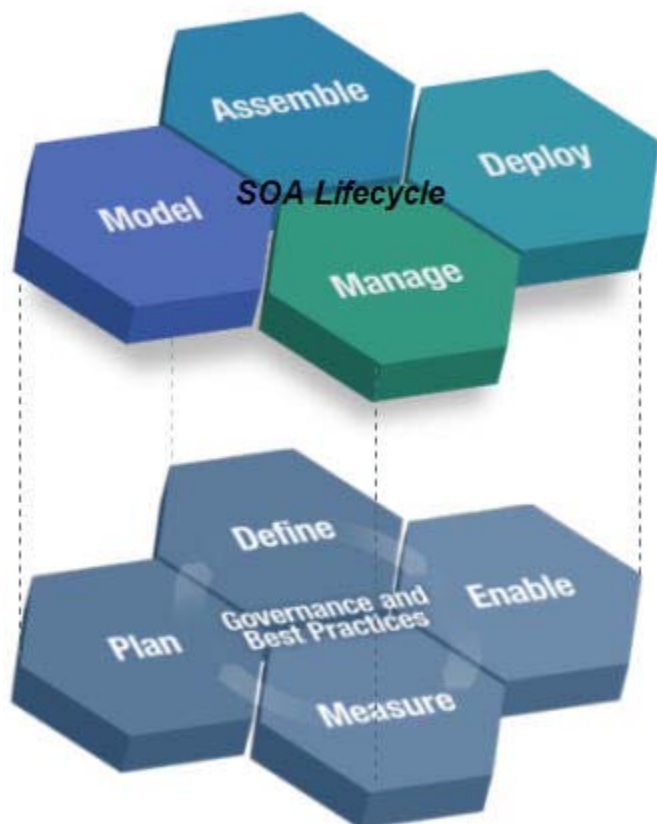 Assemble
Deploy
Model
SOA Lifecycle
Manage
Define
Enable
Governance and
Best Practices
Plan
Measure